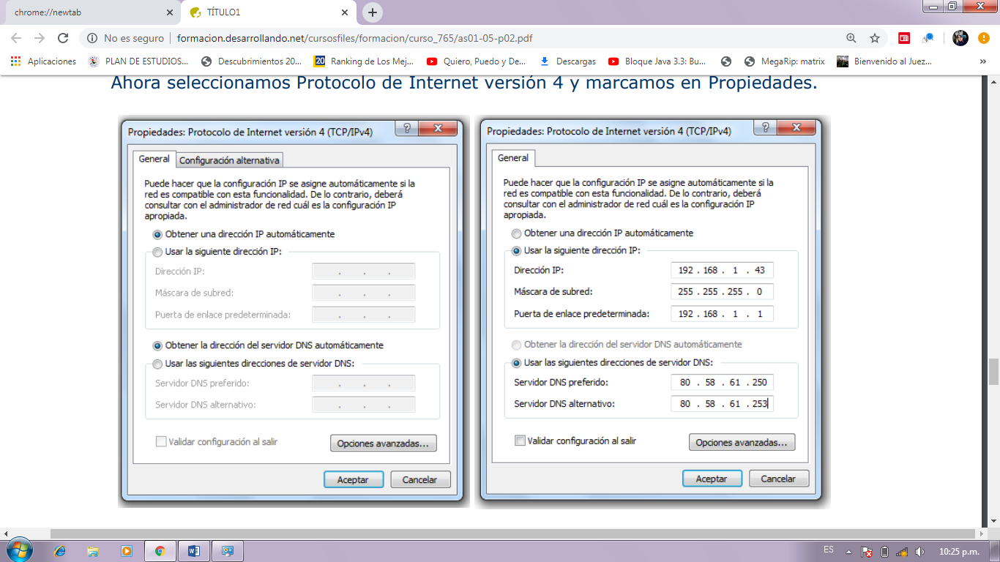 chrome://newtab
TÍTULO1
No es seguro
formacion.desarrollando.net/cursosfiles/formacion/curso_765/as01-05-p02.pdf
Aplicaciones
PLAN DE ESTUDIOS...
Descubrimientos 20...
20
Ranking de Los Mej...
Quiero, Puedo y De...
Descargas
Bloque Java 3.3: Bu...
MegaRip: matrix
Bienvenido al Juez...
»
Ahora seleccionamos Protocolo de Internet versión 4 y marcamos en Propiedades.
Propiedades: Protocolo de Internet versión 4 (TCP/IPv4)
General
Configuración alternativa
Puede hacer que la configuración IP se asigne automáticamente si la
red es compatible con esta funcionalidad. De lo contrario, deberá
consultar con el administrador de red cuál es la configuración IP
apropiada.
Obtener una dirección IP automáticamente
Usar la siguiente dirección IP:
Dirección IP:
. . .
Máscara de subred:
. . .
Puerta de enlace predeterminada:
. . .
Obtener la dirección del servidor DNS automáticamente
Usar las siguientes direcciones de servidor DNS:
Servidor DNS preferido:
. . .
Servidor DNS alternativo:
. . .
Validar configuración al salir
Opciones avanzadas...
Aceptar
Cancelar
Propiedades: Protocolo de Internet versión 4 (TCP/IPv4)
General
Puede hacer que la configuración IP se asigne automáticamente si la
red es compatible con esta funcionalidad. De lo contrario, deberá
consultar con el administrador de red cuál es la configuración IP
apropiada.
Obtener una dirección IP automáticamente
Usar la siguiente dirección IP:
Dirección IP:
192 . 168 . 1 . 43
Máscara de subred:
255 . 255 . 255 . 0
Puerta de enlace predeterminada:
192 . 168 . 1 . 1
Obtener la dirección del servidor DNS automáticamente
Usar las siguientes direcciones de servidor DNS:
Servidor DNS preferido:
80 . 58 . 61 . 250
Servidor DNS alternativo:
80 . 58 . 61 . 253
Validar configuración al salir
Opciones avanzadas...
Aceptar
Cancelar
ES
10:25 p.m.